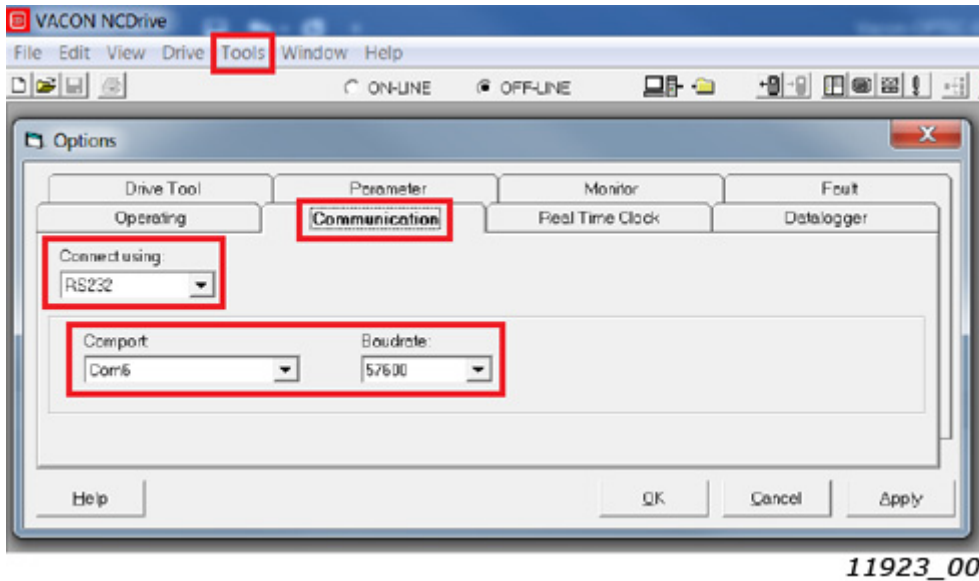 VACON NCDrive
File Edit View Drive Tools Window Help
ON-LINE OFF-LINE
Options
Drive Tool Parameter Monitor Fault
Operating Communication Real Time Clock Datalogger
Connect using:
RS232
Comport: Baudrate:
Com6 57600
Help OK Cancel Apply
11923_00